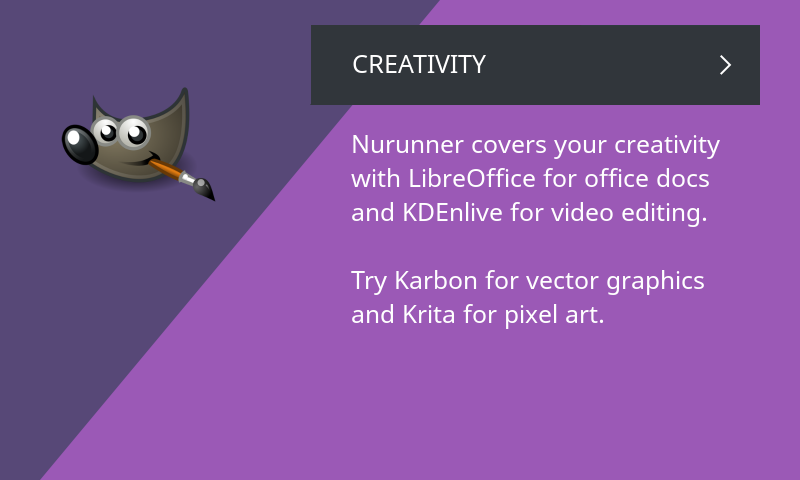 CREATIVITY
Nurunner covers your creativity
with LibreOffice for office docs
and KDEnlive for video editing.
Try Karbon for vector graphics
and Krita for pixel art.